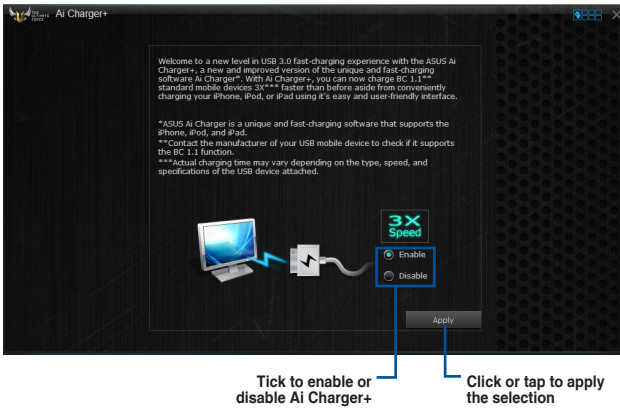 THE ULTIMATE FORCE
Ai Charger+
Welcome to a new level in USB 3.0 fast-charging experience with the ASUS Ai
Charger+, a new and improved version of the unique and fast-charging
software Ai Charger*. With Ai Charger+, you can now charge BC 1.1**
standard mobile devices 3X*** faster than before aside from conveniently
charging your iPhone, iPod, or iPad using it's easy and user-friendly interface.
*ASUS Ai Charger is a unique and fast-charging software that supports the
iPhone, iPod, and iPad.
**Contact the manufacturer of your USB mobile device to check if it supports
the BC 1.1 function.
***Actual charging time may vary depending on the type, speed, and
specifications of the USB device attached.
3X
Speed
Enable
Disable
Apply
Tick to enable or
disable Ai Charger+
Click or tap to apply
the selection